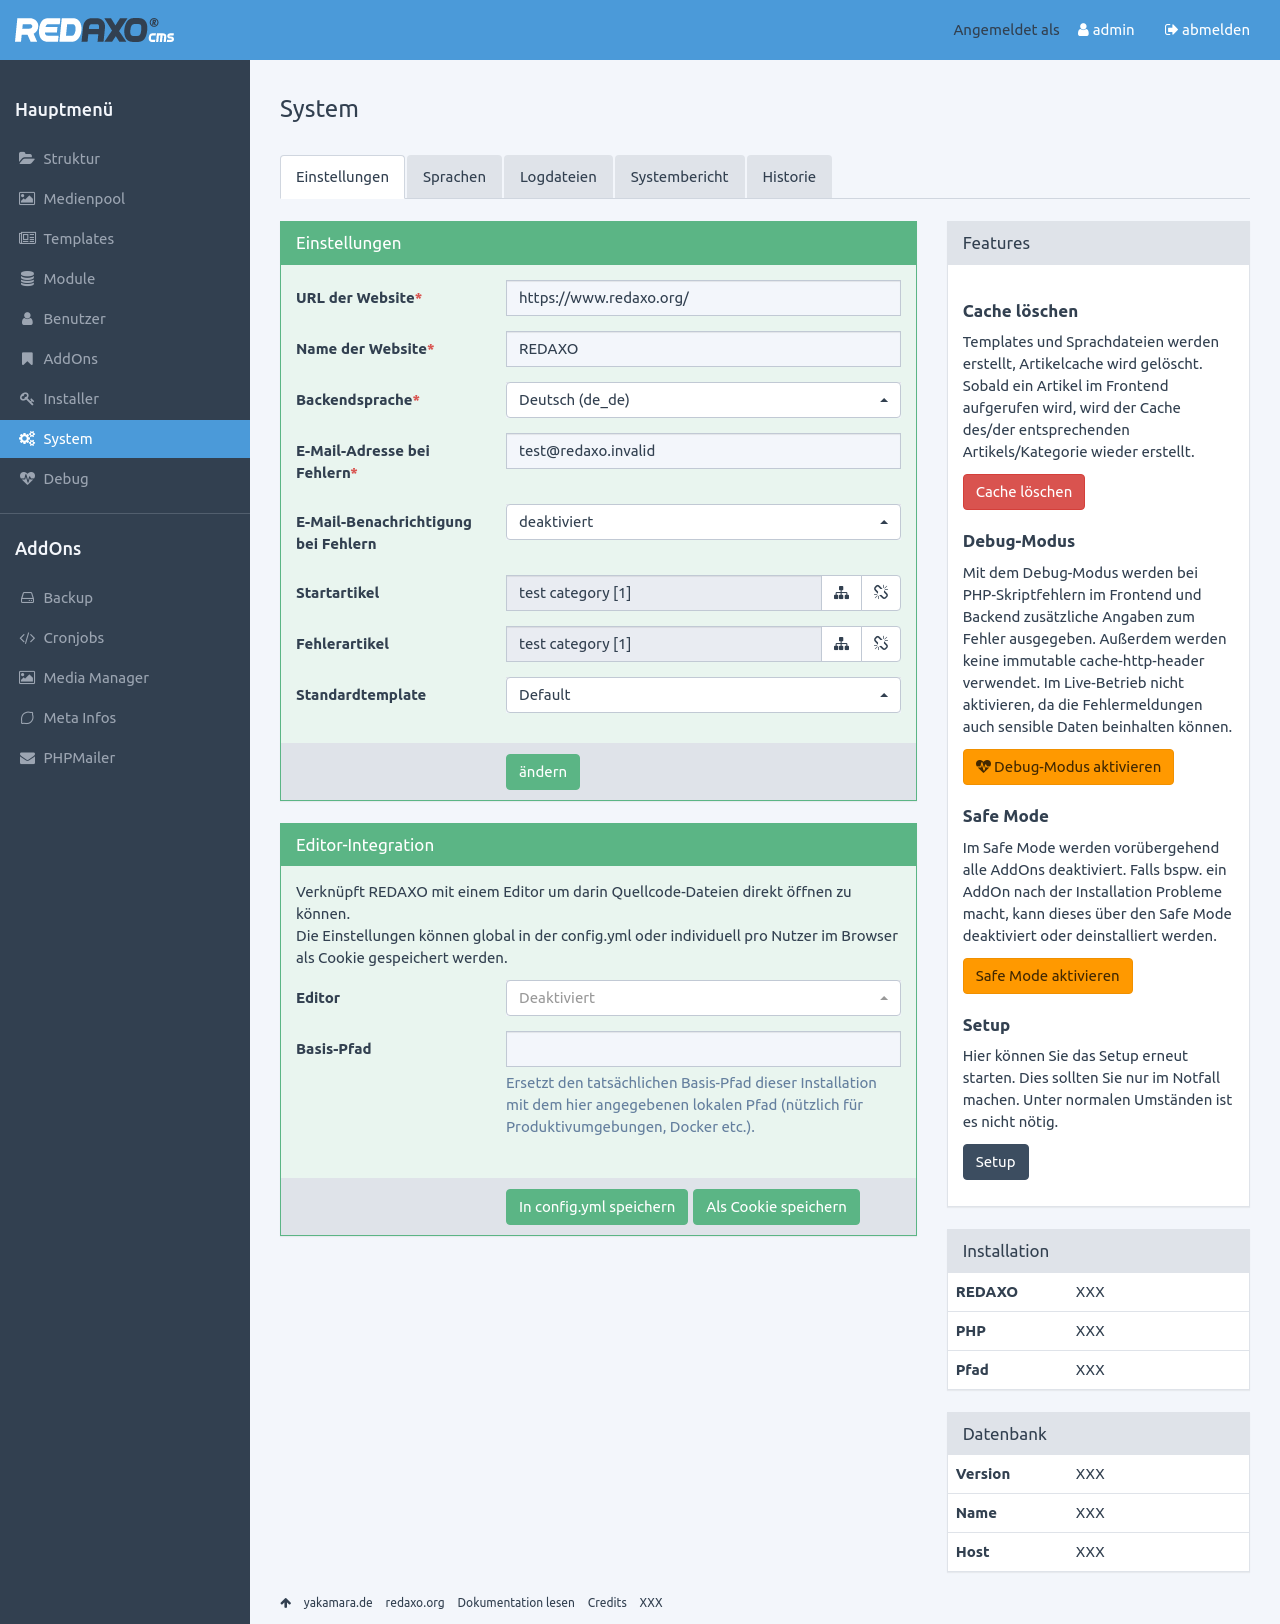 REDAXO® cms
Angemeldet als admin abmelden
Hauptmenü
Struktur
Medienpool
Templates
Module
Benutzer
AddOns
Installer
System
Debug
AddOns
Backup
Cronjobs
Media Manager
Meta Infos
PHPMailer
System
Einstellungen Sprachen Logdateien Systembericht Historie
Einstellungen
URL der Website* https://www.redaxo.org/
Name der Website* REDAXO
Backendsprache* Deutsch (de_de)
E-Mail-Adresse bei
Fehlern*
test@redaxo.invalid
E-Mail-Benachrichtigung
bei Fehlern
deaktiviert
Startartikel test category [1]
Fehlerartikel test category [1]
Standardtemplate Default
ändern
Editor-Integration
Verknüpft REDAXO mit einem Editor um darin Quellcode-Dateien direkt öffnen zu
können.
Die Einstellungen können global in der config.yml oder individuell pro Nutzer im Browser
als Cookie gespeichert werden.
Editor Deaktiviert
Basis-Pfad
Ersetzt den tatsächlichen Basis-Pfad dieser Installation
mit dem hier angegebenen lokalen Pfad (nützlich für
Produktivumgebungen, Docker etc.).
In config.yml speichern Als Cookie speichern
Features
Cache löschen
Templates und Sprachdateien werden
erstellt, Artikelcache wird gelöscht.
Sobald ein Artikel im Frontend
aufgerufen wird, wird der Cache
des/der entsprechenden
Artikels/Kategorie wieder erstellt.
Cache löschen
Debug-Modus
Mit dem Debug-Modus werden bei
PHP-Skriptfehlern im Frontend und
Backend zusätzliche Angaben zum
Fehler ausgegeben. Außerdem werden
keine immutable cache-http-header
verwendet. Im Live-Betrieb nicht
aktivieren, da die Fehlermeldungen
auch sensible Daten beinhalten können.
Debug-Modus aktivieren
Safe Mode
Im Safe Mode werden vorübergehend
alle AddOns deaktiviert. Falls bspw. ein
AddOn nach der Installation Probleme
macht, kann dieses über den Safe Mode
deaktiviert oder deinstalliert werden.
Safe Mode aktivieren
Setup
Hier können Sie das Setup erneut
starten. Dies sollten Sie nur im Notfall
machen. Unter normalen Umständen ist
es nicht nötig.
Setup
Installation
REDAXO XXX
PHP XXX
Pfad XXX
Datenbank
Version XXX
Name XXX
Host XXX
yakamara.de redaxo.org Dokumentation lesen Credits XXX